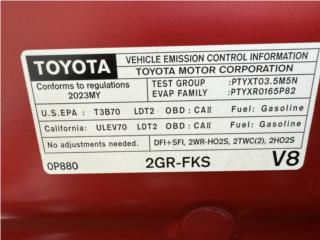 TOYOTA VEHICLE EMISSION CONTROL INFORMATION
TOYOTA MOTOR CORPORATION
Conforms to regulations
2023MY
TEST GROUP :PTYXT03.5M5N
EVAP FAMILY :PTYXR0165P82
U.S.EPA : T3B70 LDT2 OBD : CAⅡ Fuel: Gasoline
California: ULEV70 LDT2 OBD : CAⅡ Fuel: Gasoline
No adjustments needed. DFI+SFI, 2WR-HO2S, 2TWC(2), 2HO2S
0P880 2GR-FKS V8